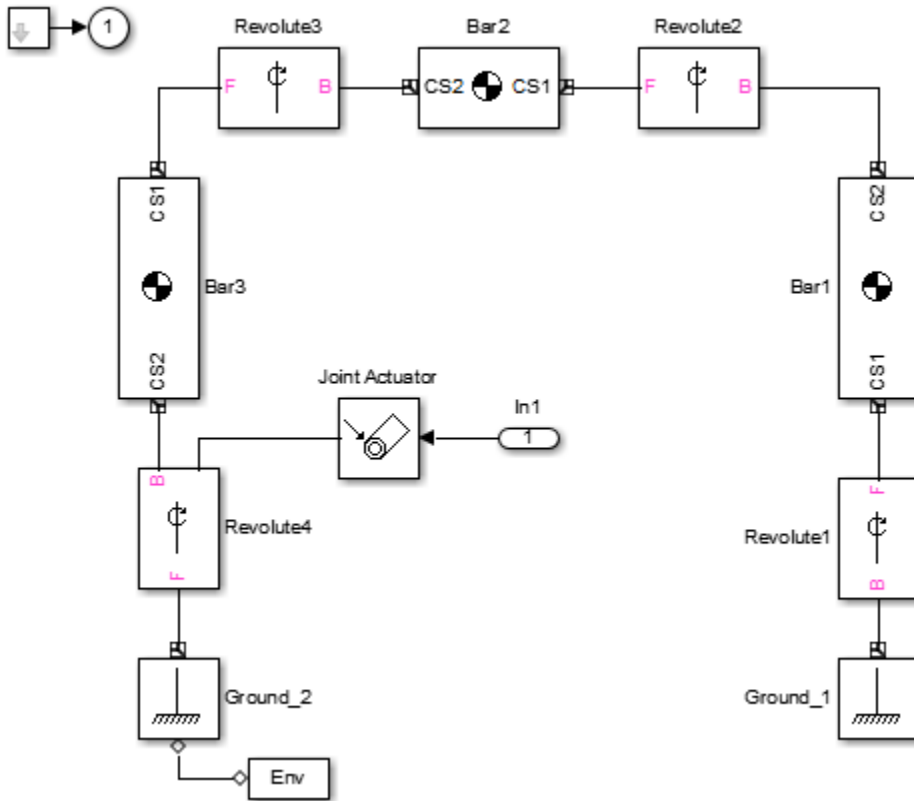 1
Revolute3
Bar2
Revolute2
F
B
CS2
CS1
F
B
CS1
CS2
Bar3
CS2
Bar1
CS1
Joint Actuator
In1
1
B
F
Revolute4
F
Revolute1
B
Ground_2
Ground_1
Env